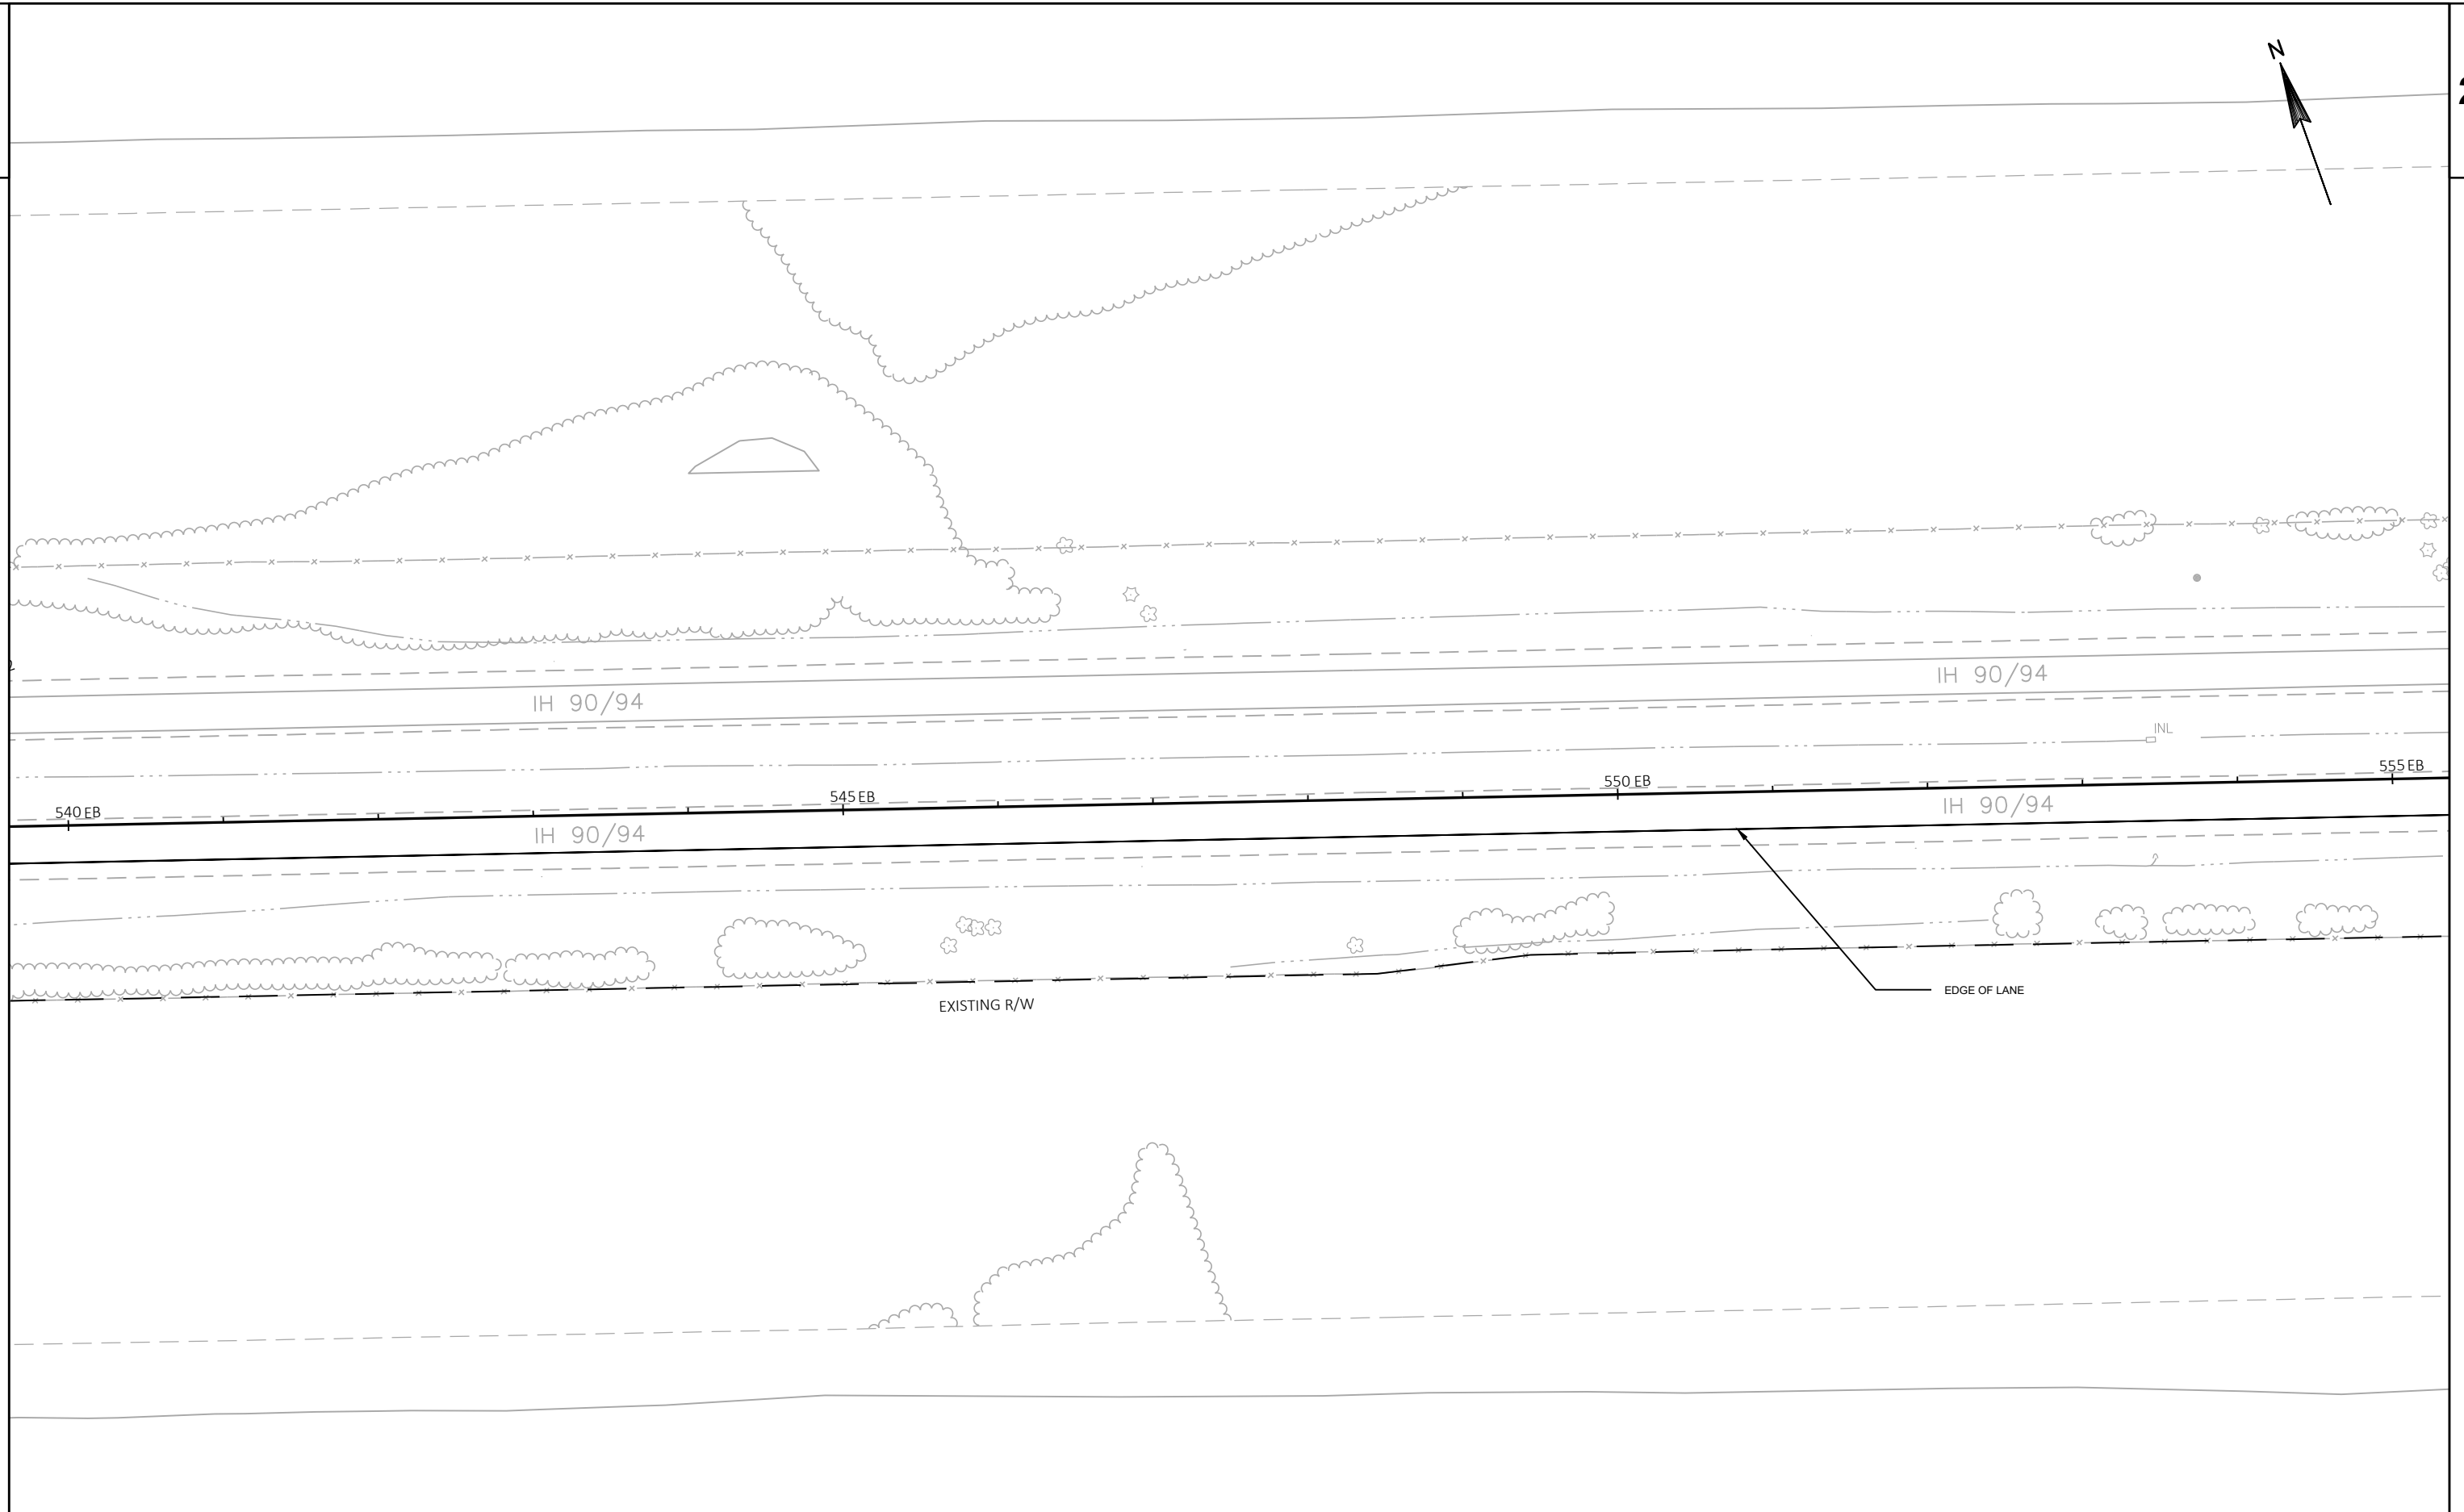 N
2
IH 90/94
IH 90/94
INL
540 EB
545 EB
550 EB
555 EB
IH 90/94
IH 90/94
EDGE OF LANE
EXISTING R/W